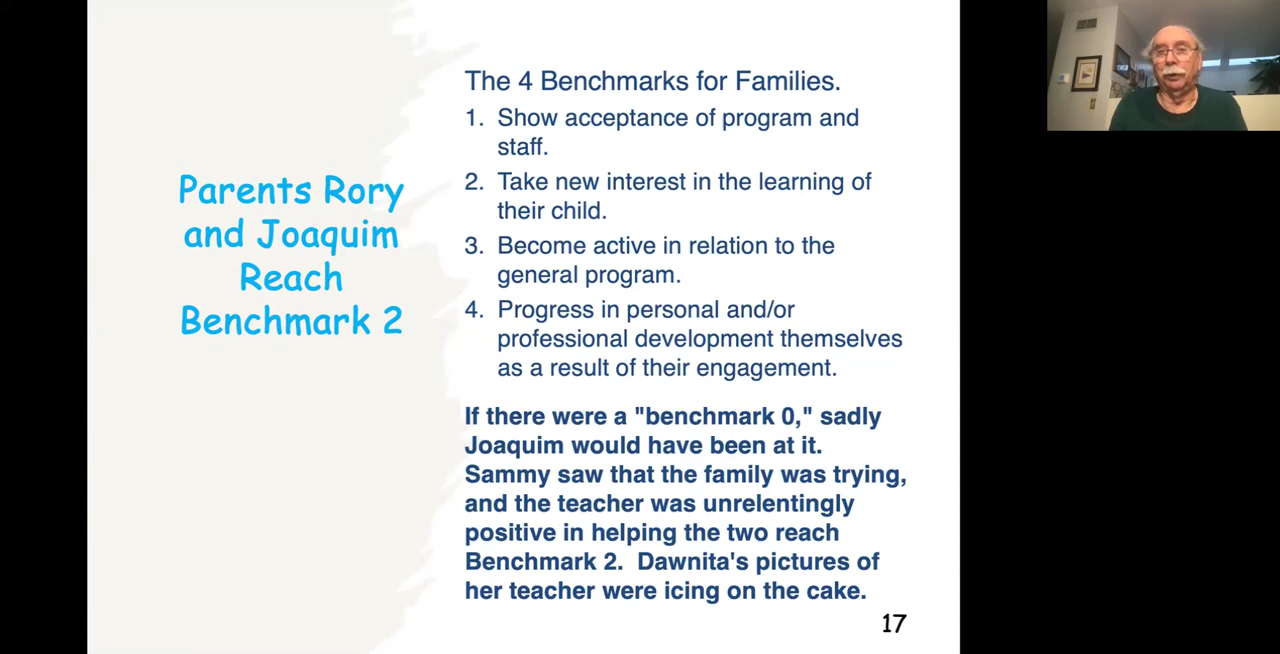 Parents Rory
and Joaquim
Reach
Benchmark 2
The 4 Benchmarks for Families.
1. Show acceptance of program and
staff.
2. Take new interest in the learning of
their child.
3. Become active in relation to the
general program.
4. Progress in personal and/or
professional development themselves
as a result of their engagement.
If there were a "benchmark 0," sadly
Joaquim would have been at it.
Sammy saw that the family was trying,
and the teacher was unrelentingly
positive in helping the two reach
Benchmark 2.  Dawnita's pictures of
her teacher were icing on the cake.
17